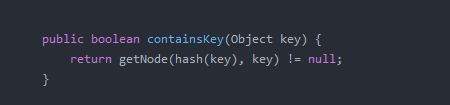 public boolean containsKey(Object key) {
    return getNode(hash(key), key) != null;
}